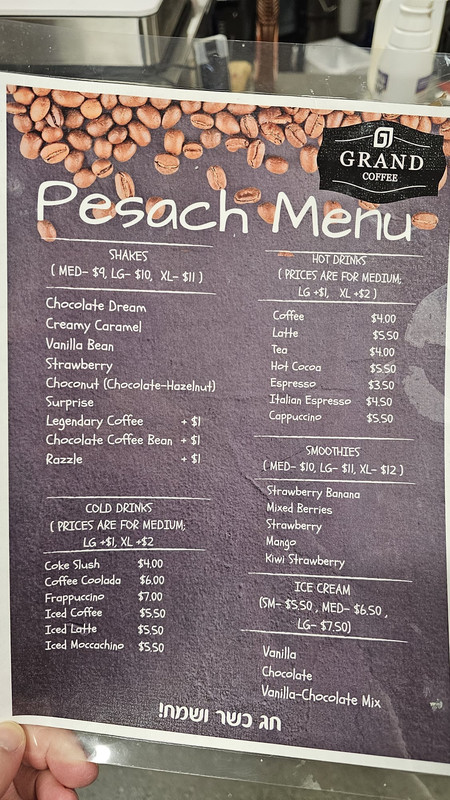 GRAND
COFFEE
Pesach Menu
SHAKES
( MED- $9, LG- $10, XL- $11 )
Chocolate Dream
Creamy Caramel
Vanilla Bean
Strawberry
Choconut (Chocolate-Hazelnut)
Surprise
Legendary Coffee + $1
Chocolate Coffee Bean + $1
Razzle + $1
COLD DRINKS
( PRICES ARE FOR MEDIUM;
LG +$1, XL +$2
Coke Slush $4.00
Coffee Coolada $6.00
Frappuccino $7.00
Iced Coffee $5.50
Iced Latte $5.50
Iced Moccachino $5.50
HOT DRINKS
( PRICES ARE FOR MEDIUM;
LG +$1, XL +$2 )
Coffee $4.00
Latte $5.50
Tea $4.00
Hot Cocoa $5.50
Espresso $3.50
Italian Espresso $4.50
Cappuccino $5.50
SMOOTHIES
( MED- $10, LG- $11, XL- $12 )
Strawberry Banana
Mixed Berries
Strawberry
Mango
Kiwi Strawberry
ICE CREAM
(SM- $5.50 , MED- $6.50 ,
LG- $7.50)
Vanilla
Chocolate
Vanilla-Chocolate Mix
חג כשר ושמח!